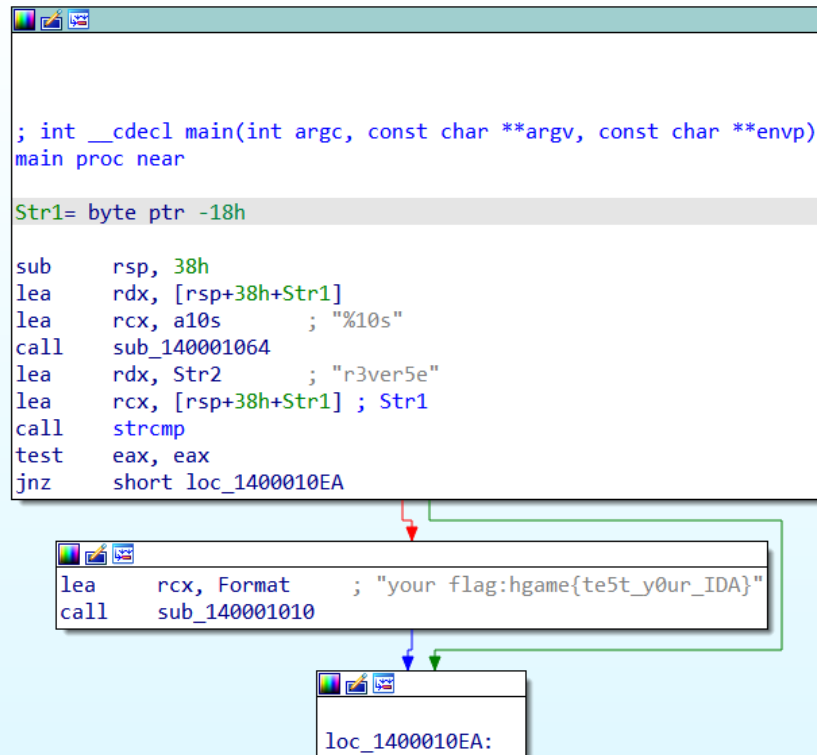 ; int __cdecl main(int argc, const char **argv, const char **envp)
main proc near
Str1= byte ptr -18h
sub rsp, 38h
lea rdx, [rsp+38h+Str1]
lea rcx, a10s ; "%10s"
call sub_140001064
lea rdx, Str2 ; "r3ver5e"
lea rcx, [rsp+38h+Str1] ; Str1
call strcmp
test eax, eax
jnz short loc_1400010EA
lea rcx, Format ; "your flag:hgame{te5t_y0ur_IDA}"
call sub_140001010
loc_1400010EA: